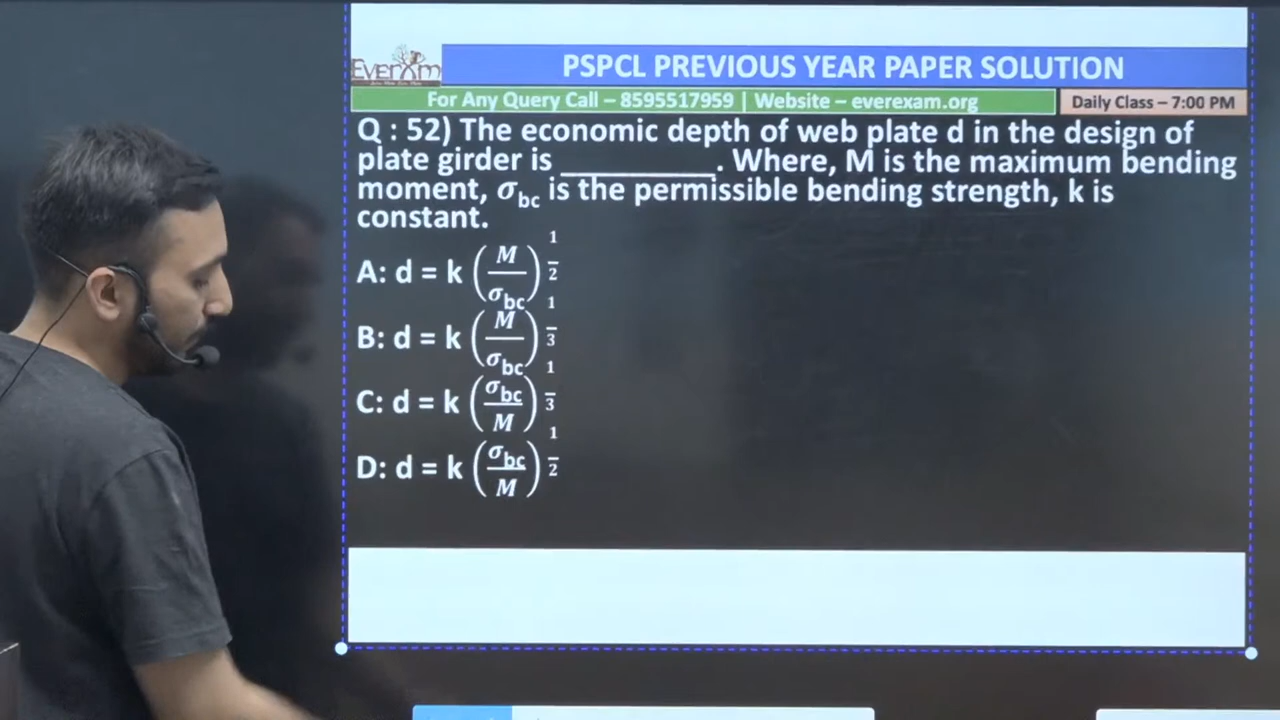 EVEREXAM
PSPCL PREVIOUS YEAR PAPER SOLUTION
For Any Query Call – 8595517959 | Website – everexam.org
Daily Class – 7:00 PM
Q : 52) The economic depth of web plate d in the design of
plate girder is __________. Where, M is the maximum bending
moment, σbc is the permissible bending strength, k is
constant.
A: d = k (M/σbc)^1/2
B: d = k (M/σbc)^1/3
C: d = k (σbc/M)^1/3
D: d = k (σbc/M)^1/2